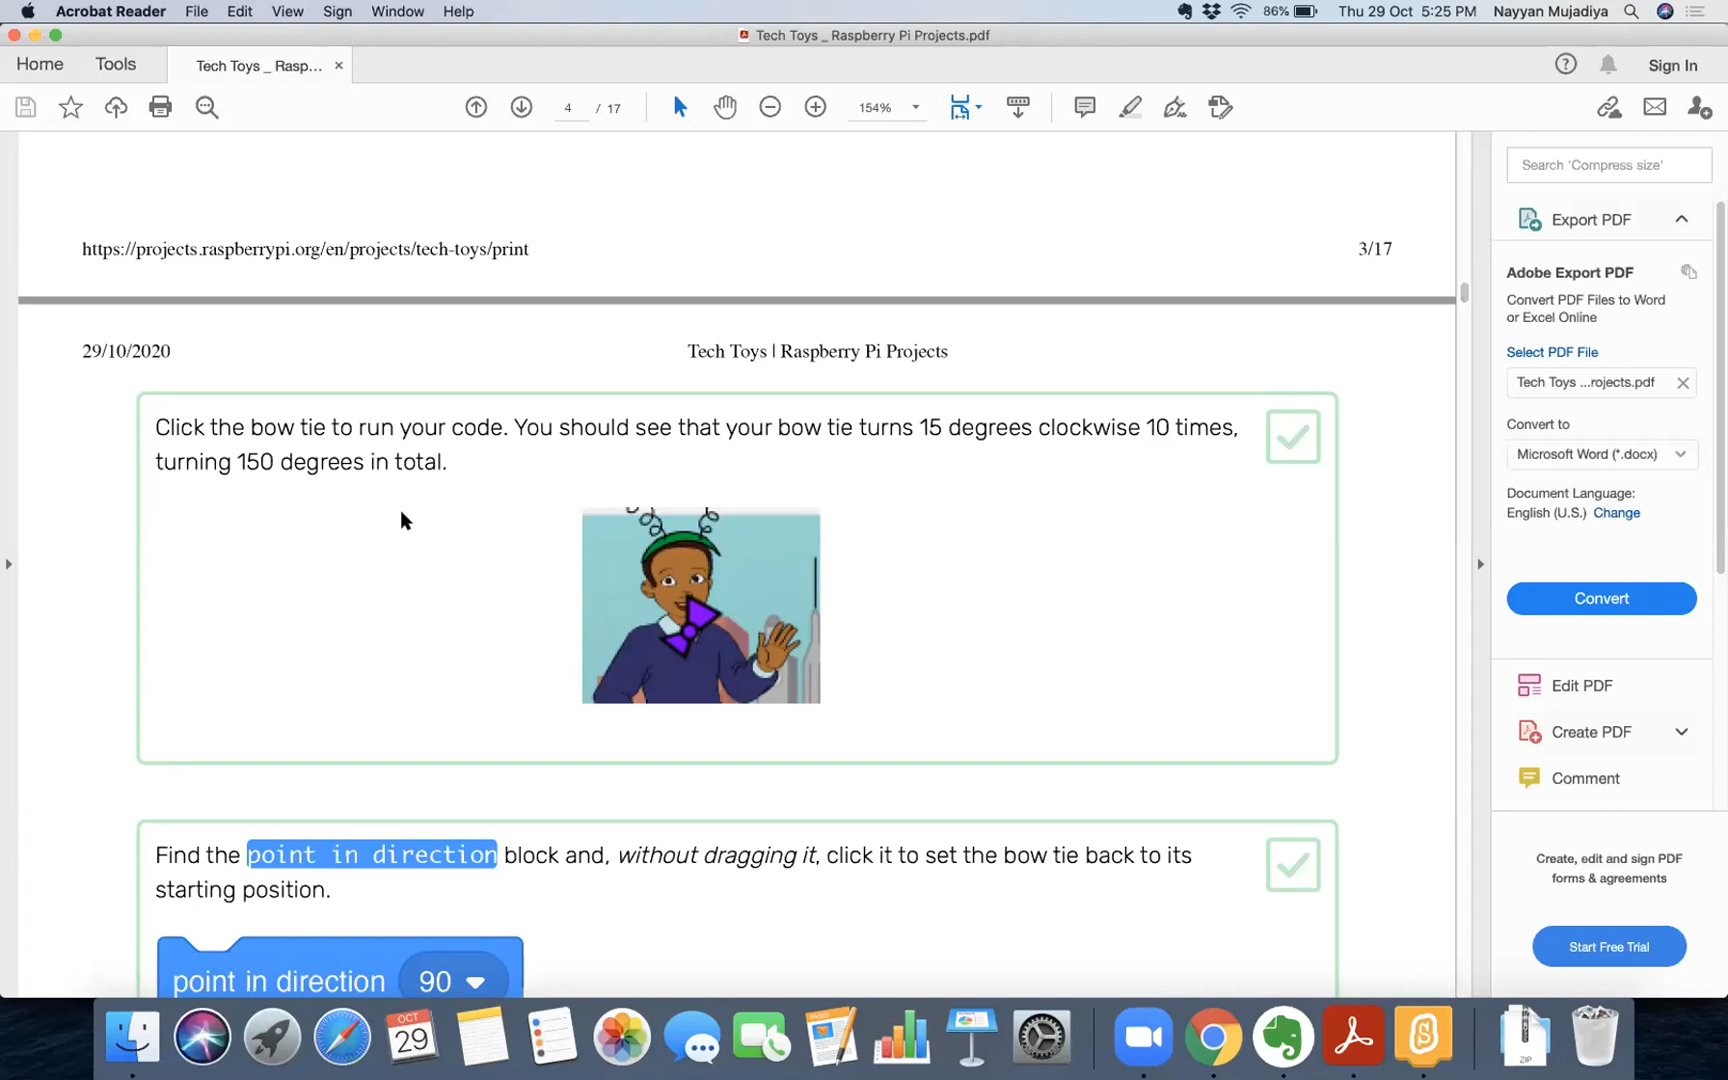 Acrobat Reader File Edit View Sign Window Help 86% Thu 29 Oct 5:25 PM Nayyan Mujadiya
Tech Toys _ Raspberry Pi Projects.pdf
Home Tools Tech Toys _ Rasp... × Sign In
4 / 17 154%
Search 'Compress size'
https://projects.raspberrypi.org/en/projects/tech-toys/print 3/17
29/10/2020 Tech Toys | Raspberry Pi Projects
Click the bow tie to run your code. You should see that your bow tie turns 15 degrees clockwise 10 times,
turning 150 degrees in total.
Find the point in direction block and, without dragging it, click it to set the bow tie back to its
starting position.
point in direction 90
Export PDF
Adobe Export PDF
Convert PDF Files to Word
or Excel Online
Select PDF File
Tech Toys ...rojects.pdf
Convert to
Microsoft Word (*.docx)
Document Language:
English (U.S.) Change
Convert
Edit PDF
Create PDF
Comment
Create, edit and sign PDF
forms & agreements
Start Free Trial
OCT
29
ZIP